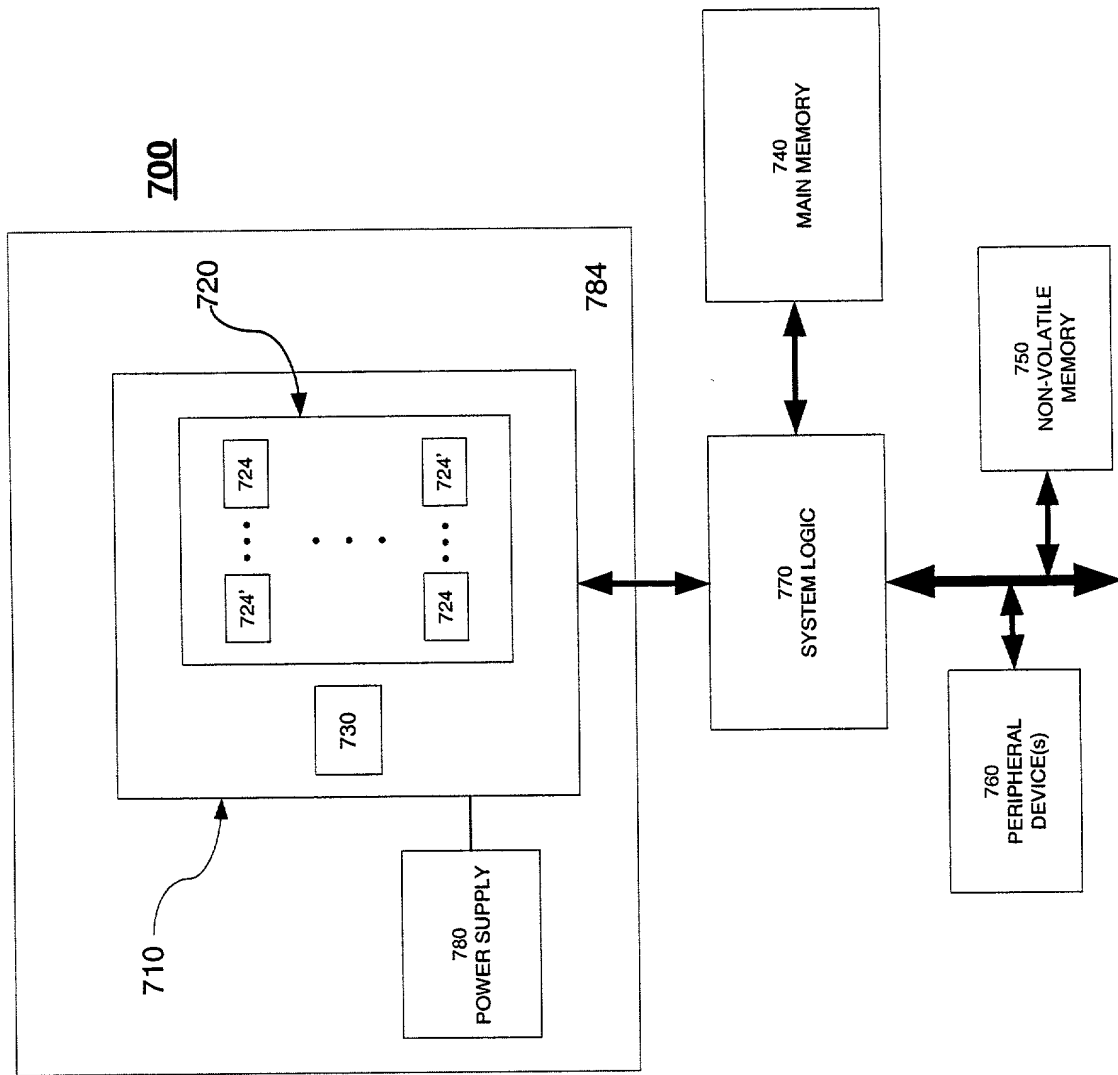 700
710
720
724'
724
724
724'
730
780
POWER SUPPLY
784
770
SYSTEM LOGIC
740
MAIN MEMORY
760
PERIPHERAL
DEVICE(s)
750
NON-VOLATILE
MEMORY